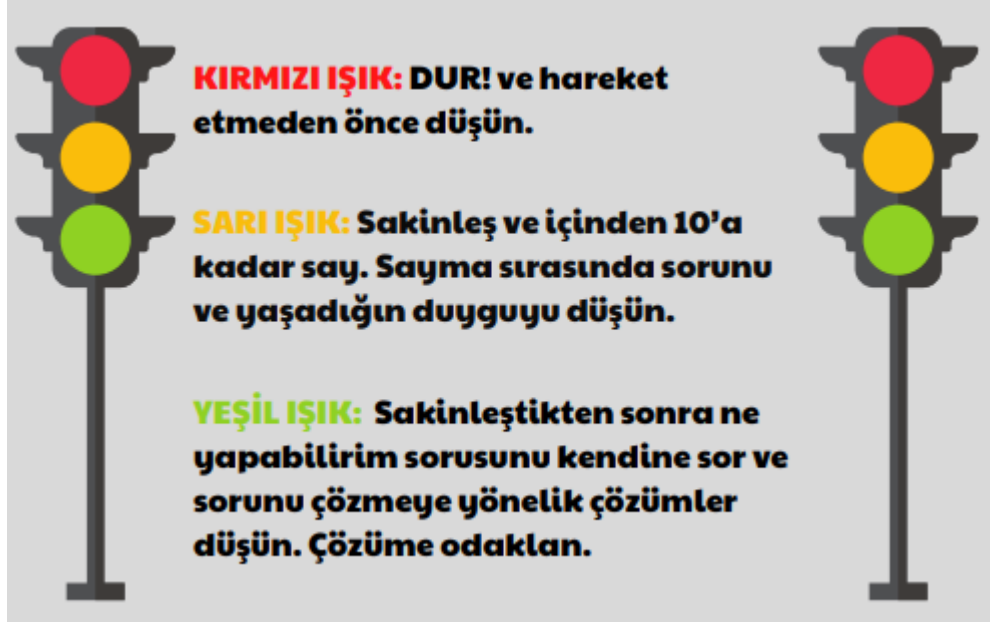 KIRMIZI IŞIK: DUR! ve hareket
etmeden önce düşün.
SARI IŞIK: Sakinleş ve içinden 10'a
kadar say. Sayma sırasında sorunu
ve yaşadığın duyguyu düşün.
YEŞİL IŞIK: Sakinleştikten sonra ne
yapabilirim sorusunu kendine sor ve
sorunu çözmeye yönelik çözümler
düşün. Çözüme odaklan.